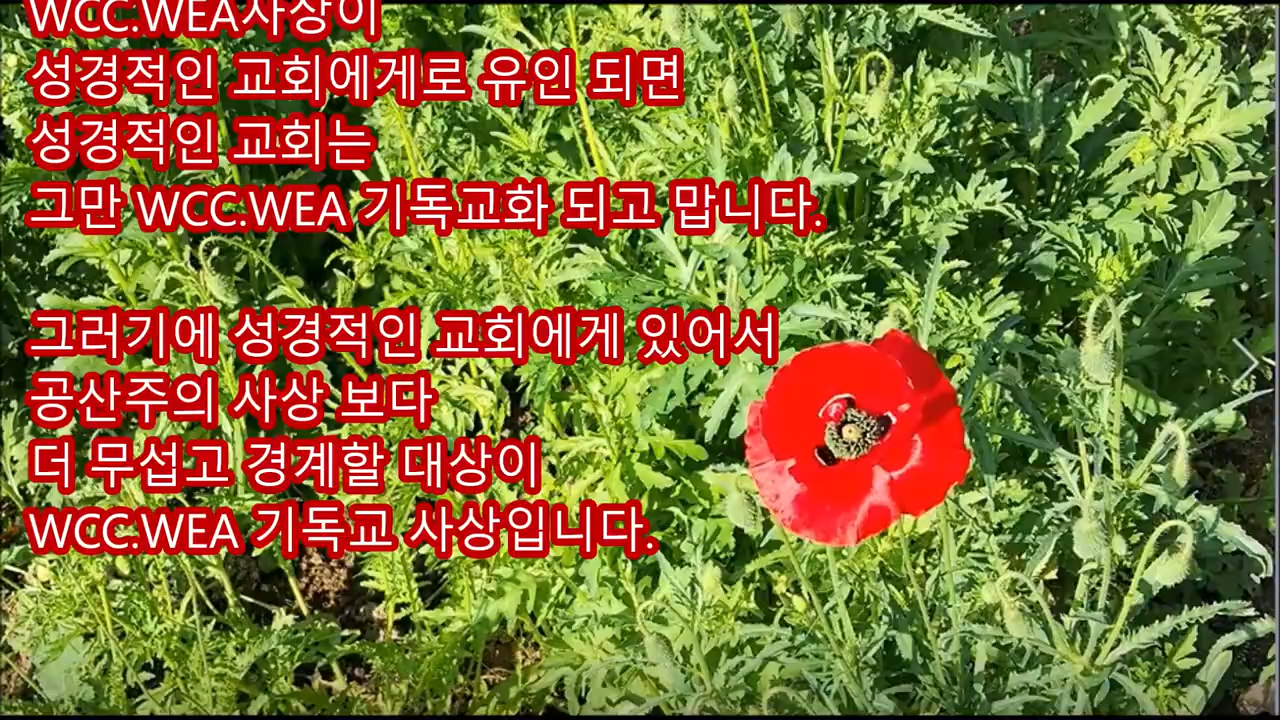 WCC.WEA사상이
성경적인 교회에게로 유인 되면
성경적인 교회는
그만 WCC.WEA 기독교화 되고 맙니다.
그러기에 성경적인 교회에게 있어서
공산주의 사상 보다
더 무섭고 경계할 대상이
WCC.WEA 기독교 사상입니다.